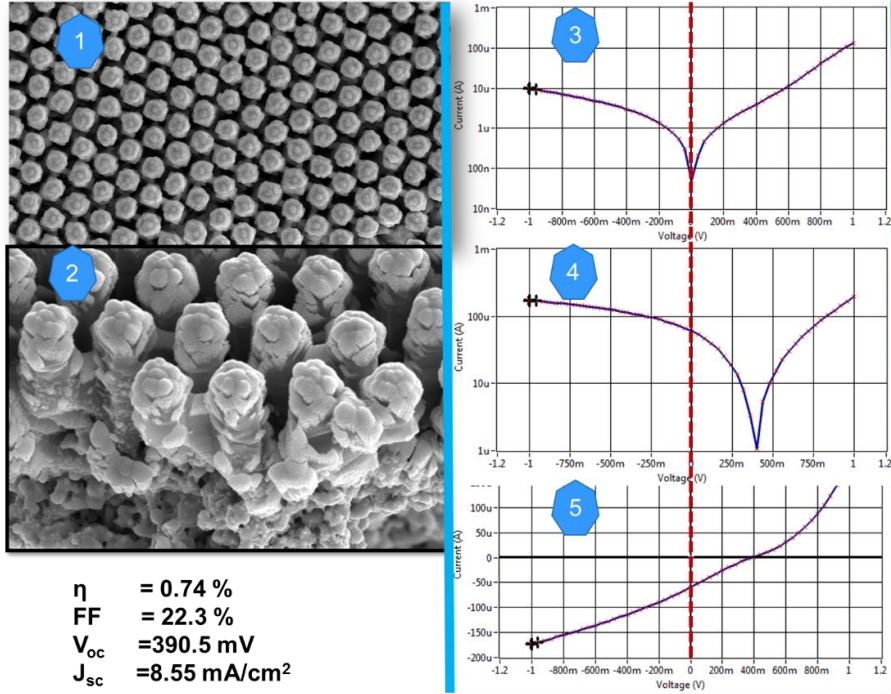 1
2
3
1m
100u
10u
1u
100n
10n
Current (A)
-1.2
-1
-800m
-600m
-400m
-200m
0
200m
400m
600m
800m
1
1.2
Voltage (V)
4
1m
100u
10u
1u
Current (A)
-1.2
-1
-750m
-500m
-250m
0
250m
500m
750m
1
1.2
Voltage (V)
5
100u
50u
0
-50u
-100u
-150u
-200u
Current (A)
-1.2
-1
-800m
-600m
-400m
-200m
0
200m
400m
600m
800m
1
1.2
Voltage (V)
η = 0.74 %
FF = 22.3 %
Voc =390.5 mV
Jsc =8.55 mA/cm²